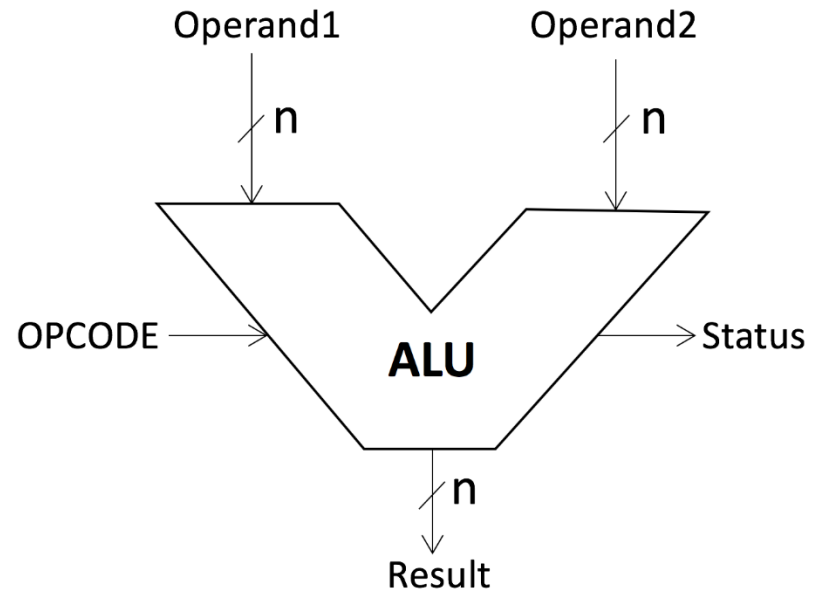 Operand1
Operand2
n
n
OPCODE
ALU
Status
n
Result